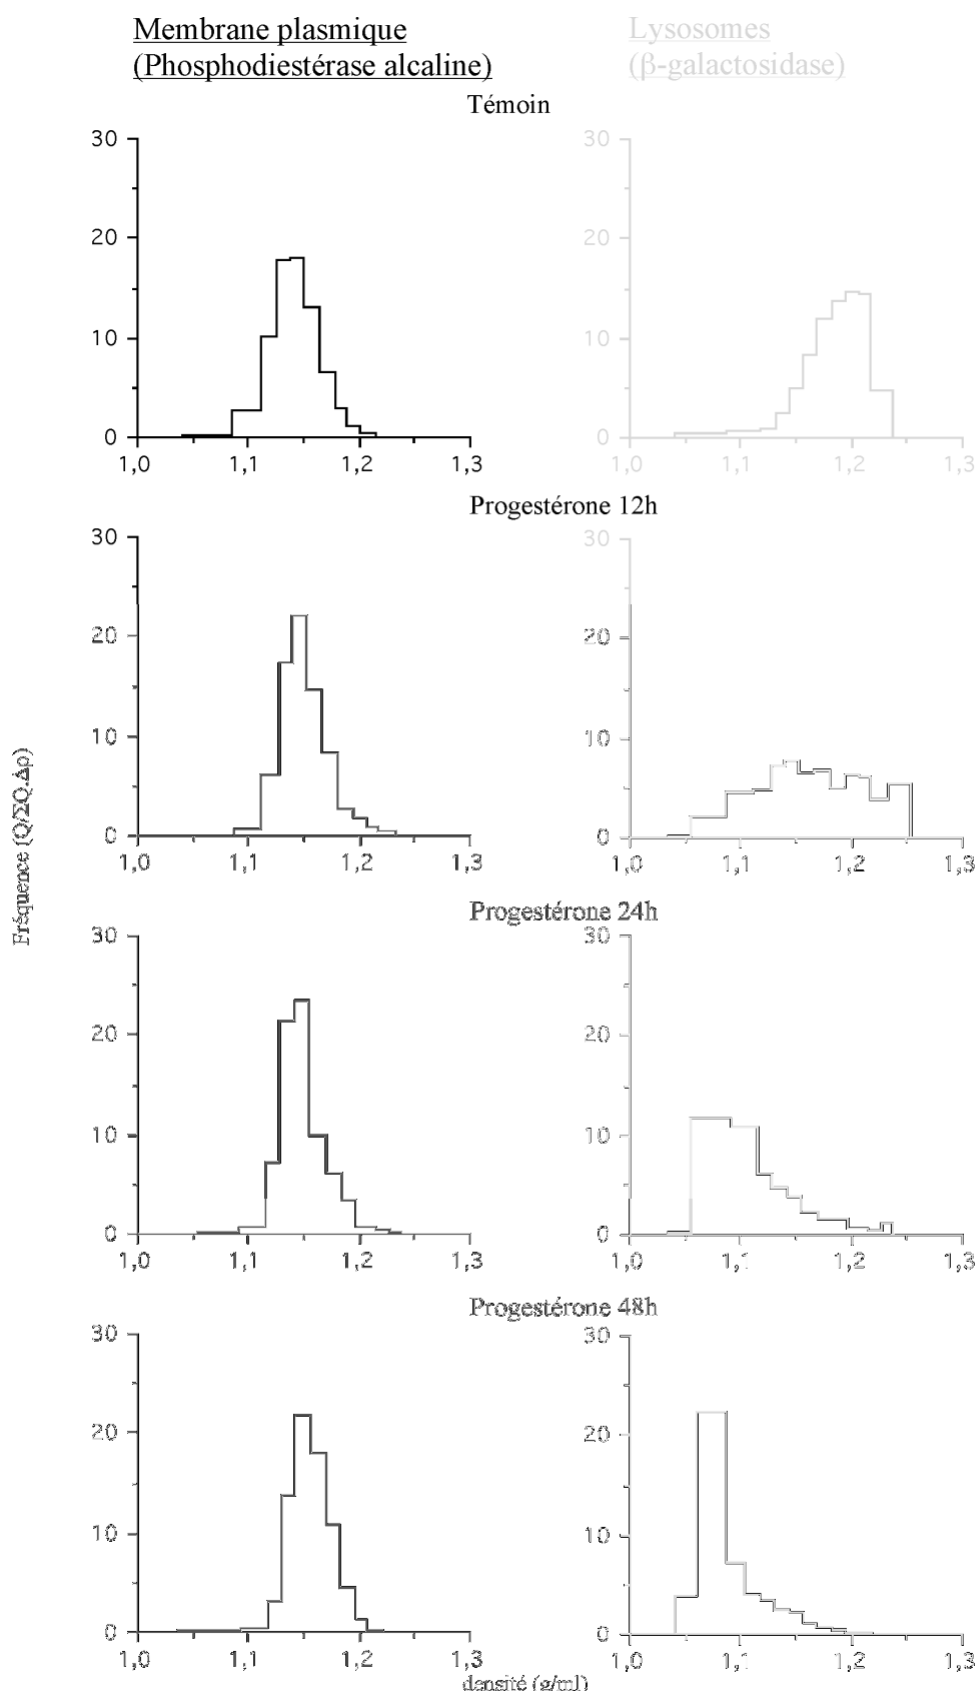 Membrane plasmique
(Phosphodiestérase alcaline)
Lysosomes
(β-galactosidase)
Témoin
30
20
10
0
1,0 1,1 1,2 1,3
30
20
10
0
1,0 1,1 1,2 1,3
Progestérone 12h
30
20
10
0
1,0 1,1 1,2 1,3
30
20
10
0
1,0 1,1 1,2 1,3
Fréquence (Q/ΣQ.Δρ)
Progestérone 24h
30
20
10
0
1,0 1,1 1,2 1,3
30
20
10
0
1,0 1,1 1,2 1,3
Progestérone 48h
30
20
10
0
1,0 1,1 1,2 1,3
30
20
10
0
1,0 1,1 1,2 1,3
densité (g/ml)